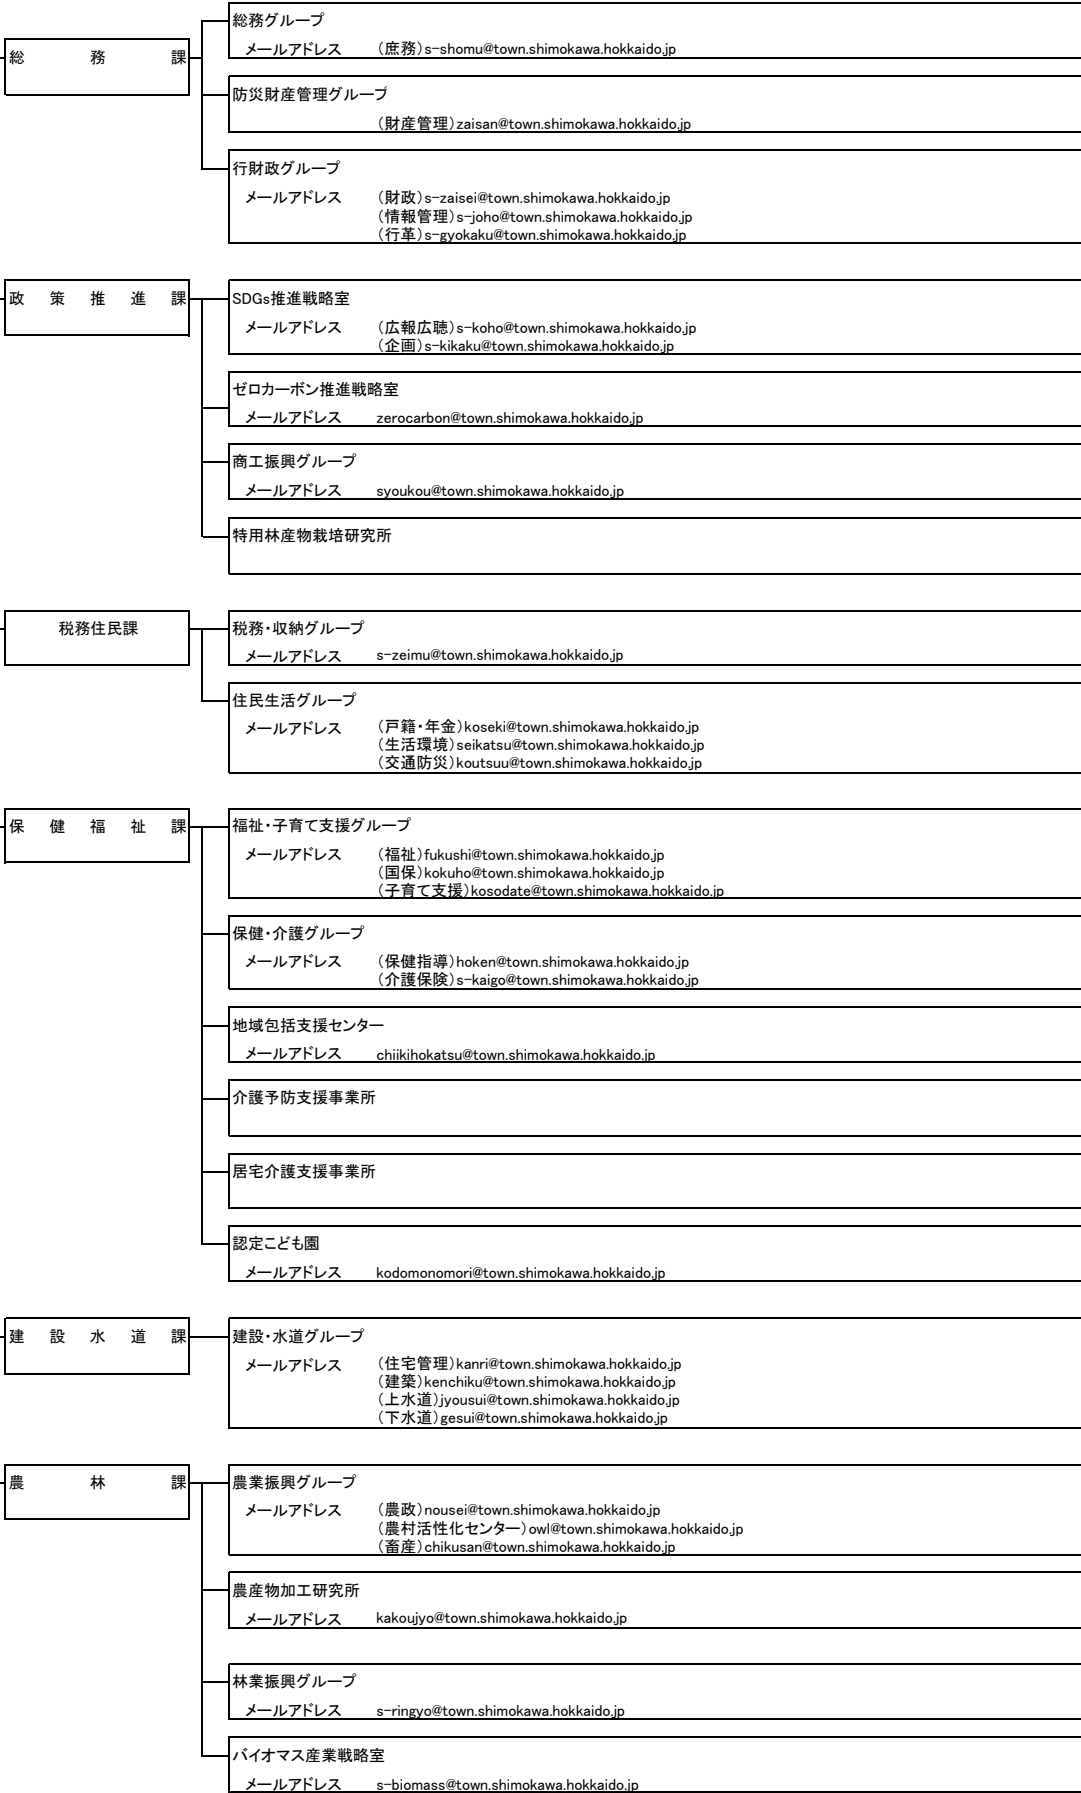 総務課
総務グループ
メールアドレス （庶務）s-shomu@town.shimokawa.hokkaido.jp
防災財産管理グループ
（財産管理）zaisan@town.shimokawa.hokkaido.jp
行財政グループ
メールアドレス （財政）s-zaisei@town.shimokawa.hokkaido.jp
（情報管理）s-joho@town.shimokawa.hokkaido.jp
（行革）s-gyokaku@town.shimokawa.hokkaido.jp
政策推進課
SDGs推進戦略室
メールアドレス （広報広聴）s-koho@town.shimokawa.hokkaido.jp
（企画）s-kikaku@town.shimokawa.hokkaido.jp
ゼロカーボン推進戦略室
メールアドレス zerocarbon@town.shimokawa.hokkaido.jp
商工振興グループ
メールアドレス syoukou@town.shimokawa.hokkaido.jp
特用林産物栽培研究所
税務住民課
税務・収納グループ
メールアドレス s-zeimu@town.shimokawa.hokkaido.jp
住民生活グループ
メールアドレス （戸籍・年金）koseki@town.shimokawa.hokkaido.jp
（生活環境）seikatsu@town.shimokawa.hokkaido.jp
（交通防災）koutsuu@town.shimokawa.hokkaido.jp
保健福祉課
福祉・子育て支援グループ
メールアドレス （福祉）fukushi@town.shimokawa.hokkaido.jp
（国保）kokuho@town.shimokawa.hokkaido.jp
（子育て支援）kosodate@town.shimokawa.hokkaido.jp
保健・介護グループ
メールアドレス （保健指導）hoken@town.shimokawa.hokkaido.jp
（介護保険）s-kaigo@town.shimokawa.hokkaido.jp
地域包括支援センター
メールアドレス chiikihokatsu@town.shimokawa.hokkaido.jp
介護予防支援事業所
居宅介護支援事業所
認定こども園
メールアドレス kodomonomori@town.shimokawa.hokkaido.jp
建設水道課
建設・水道グループ
メールアドレス （住宅管理）kanri@town.shimokawa.hokkaido.jp
（建築）kenchiku@town.shimokawa.hokkaido.jp
（上水道）jyousui@town.shimokawa.hokkaido.jp
（下水道）gesui@town.shimokawa.hokkaido.jp
農林課
農業振興グループ
メールアドレス （農政）nousei@town.shimokawa.hokkaido.jp
（農村活性化センター）owl@town.shimokawa.hokkaido.jp
（畜産）chikusan@town.shimokawa.hokkaido.jp
農産物加工研究所
メールアドレス kakoujyo@town.shimokawa.hokkaido.jp
林業振興グループ
メールアドレス s-ringyo@town.shimokawa.hokkaido.jp
バイオマス産業戦略室
メールアドレス s-biomass@town.shimokawa.hokkaido.jp